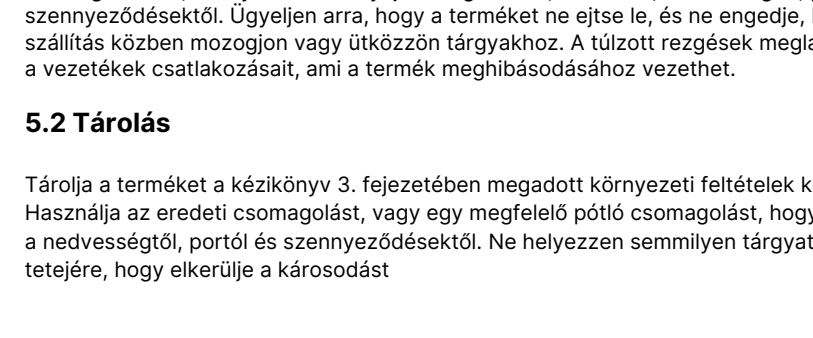 szennyeződésektől. Ügyeljen arra, hogy a terméket ne ejtse le, és ne engedje,
szállítás közben mozogjon vagy ütközzön tárgyakhoz. A túlzott rezgések
a vezetékek csatlakozásait, ami a termék meghibásodásához vezethet.
5.2 Tárolás
Tárolja a terméket a kézikönyv 3. fejezetében megadott környezeti feltételek
Használja az eredeti csomagolást, vagy egy megfelelő pótló csomagolást, hogy
a nedvességtől, portól és szennyeződésektől. Ne helyezzen semmilyen tárgyat
tetejére, hogy elkerülje a károsodást